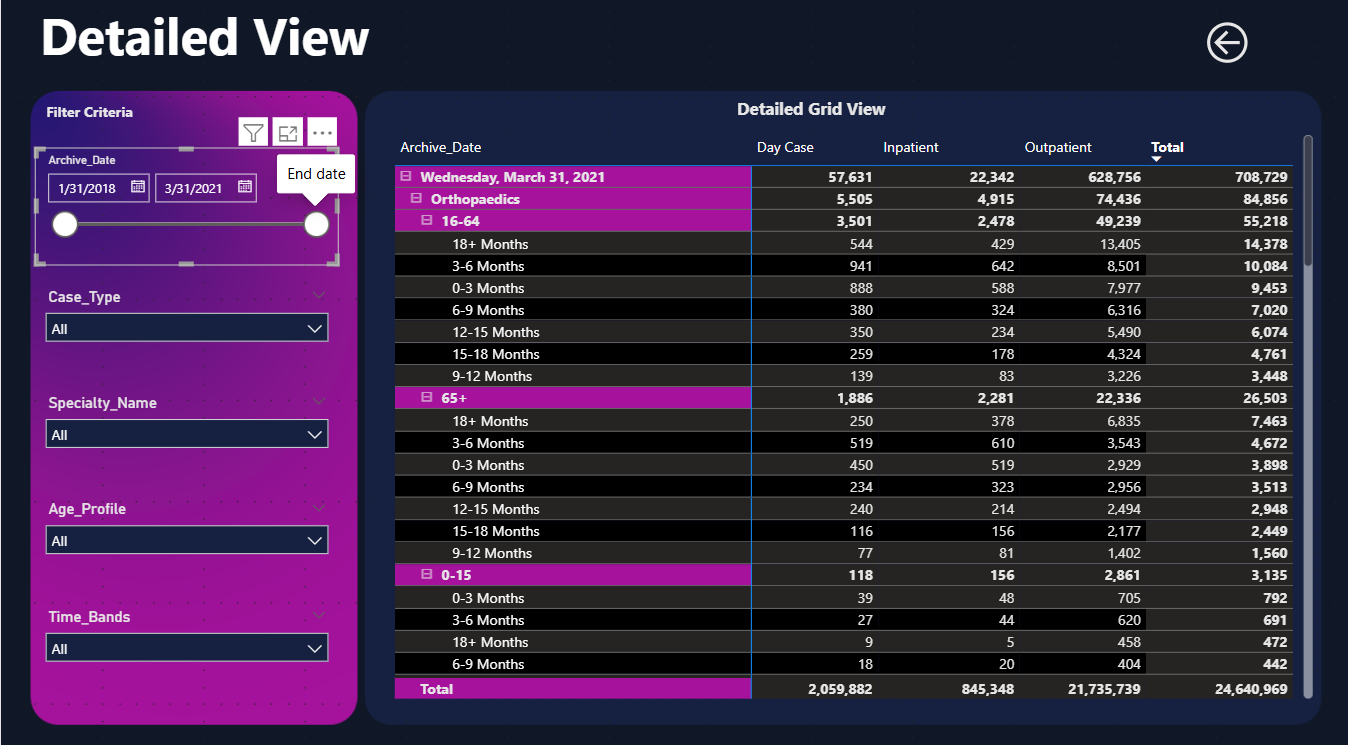 Detailed View
Filter Criteria
Archive_Date
1/31/2018 3/31/2021
End date
Case_Type
All
Specialty_Name
All
Age_Profile
All
Time_Bands
All
Detailed Grid View
Archive_Date Day Case Inpatient Outpatient Total
Wednesday, March 31, 2021 57,631 22,342 628,756 708,729
Orthopaedics 5,505 4,915 74,436 84,856
16-64 3,501 2,478 49,239 55,218
18+ Months 544 429 13,405 14,378
3-6 Months 941 642 8,501 10,084
0-3 Months 888 588 7,977 9,453
6-9 Months 380 324 6,316 7,020
12-15 Months 350 234 5,490 6,074
15-18 Months 259 178 4,324 4,761
9-12 Months 139 83 3,226 3,448
65+ 1,886 2,281 22,336 26,503
18+ Months 250 378 6,835 7,463
3-6 Months 519 610 3,543 4,672
0-3 Months 450 519 2,929 3,898
6-9 Months 234 323 2,956 3,513
12-15 Months 240 214 2,494 2,948
15-18 Months 116 156 2,177 2,449
9-12 Months 77 81 1,402 1,560
0-15 118 156 2,861 3,135
0-3 Months 39 48 705 792
3-6 Months 27 44 620 691
18+ Months 9 5 458 472
6-9 Months 18 20 404 442
Total 2,059,882 845,348 21,735,739 24,640,969